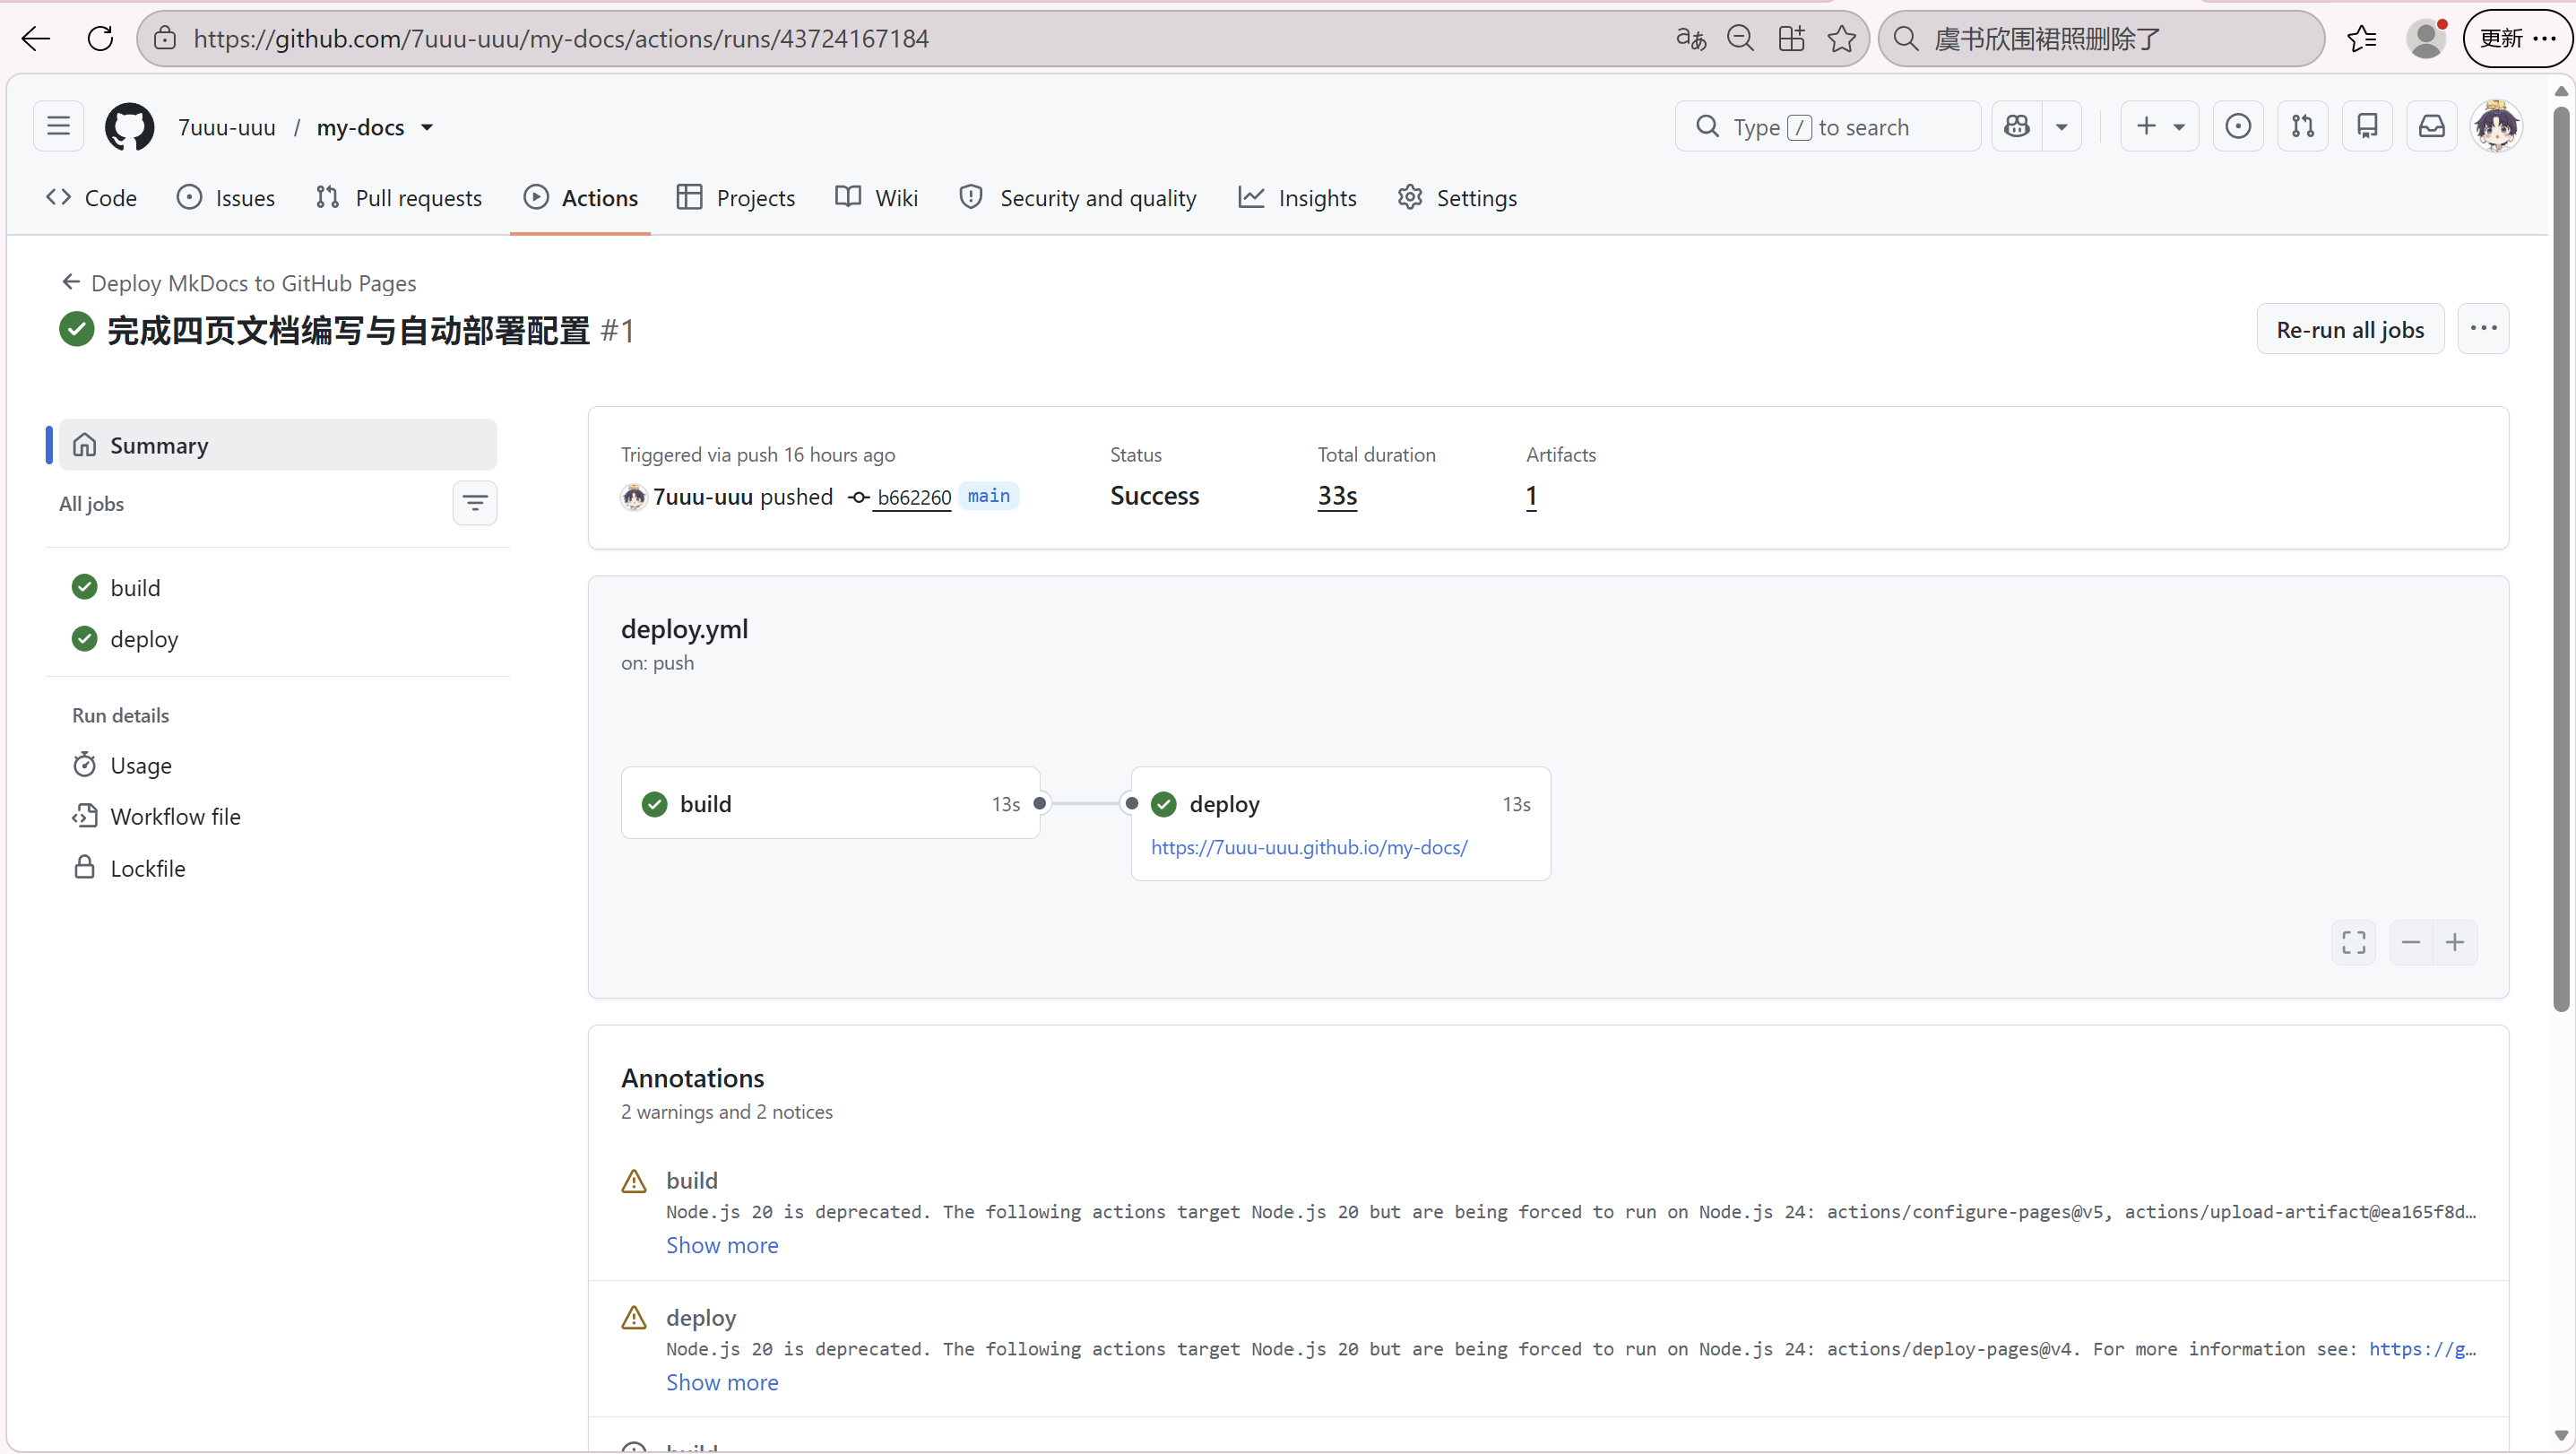 https://github.com/7uuu-uuu/my-docs/actions/runs/43724167184
虞书欣围裙照删除了
更新
7uuu-uuu / my-docs
Type / to search
Code
Issues
Pull requests
Actions
Projects
Wiki
Security and quality
Insights
Settings
Deploy MkDocs to GitHub Pages
完成四页文档编写与自动部署配置 #1
Re-run all jobs
Summary
All jobs
build
deploy
Run details
Usage
Workflow file
Lockfile
Triggered via push 16 hours ago
7uuu-uuu pushed b662260 main
Status
Success
Total duration
33s
Artifacts
1
deploy.yml
on: push
build 13s
deploy 13s
https://7uuu-uuu.github.io/my-docs/
Annotations
2 warnings and 2 notices
build
Node.js 20 is deprecated. The following actions target Node.js 20 but are being forced to run on Node.js 24: actions/configure-pages@v5, actions/upload-artifact@ea165f8d…
Show more
deploy
Node.js 20 is deprecated. The following actions target Node.js 20 but are being forced to run on Node.js 24: actions/deploy-pages@v4. For more information see: https://g…
Show more